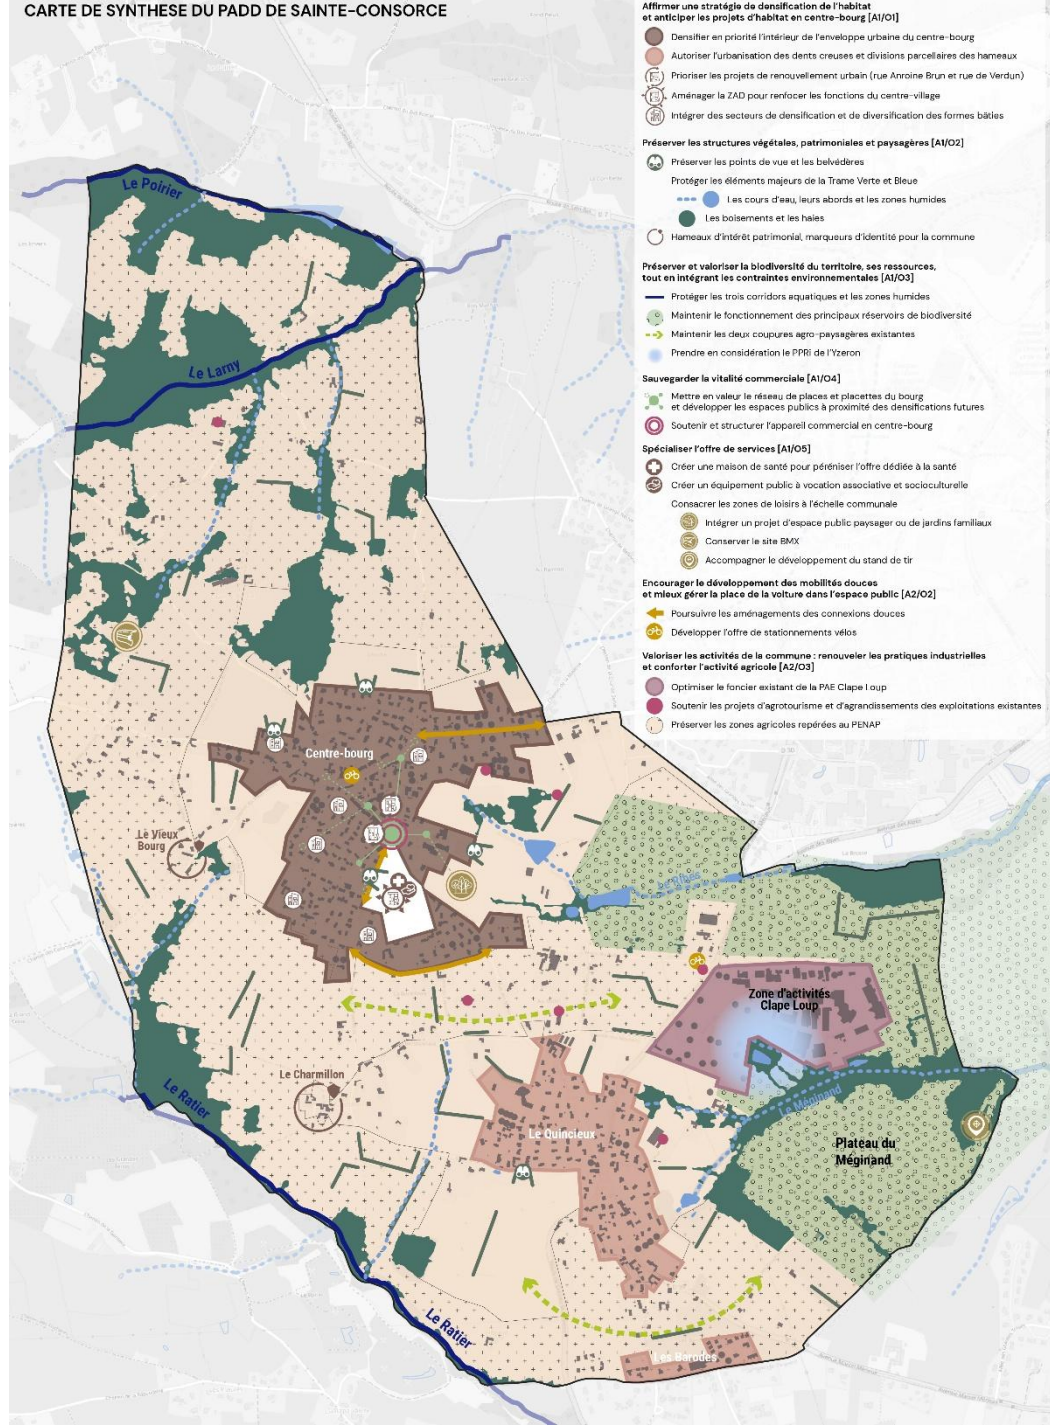 CARTE DE SYNTHESE DU PADD DE SAINTE-CONSORCE
Affirmer une stratégie de densification de l'habitat
et anticiper les projets d'habitat en centre-bourg [A1/O1]
Densifier en priorité l'intérieur de l'enveloppe urbaine du centre-bourg
Autoriser l'urbanisation des dents creuses et divisions parcellaires des hameaux
Prioriser les projets de renouvellement urbain (rue Anroine Brun et rue de Verdun)
Aménager la ZAD pour renfocer les fonctions du centre-village
Intégrer des secteurs de densification et de diversification des formes bâties
Préserver les structures végétales, patrimoniales et paysagères [A1/O2]
Préserver les points de vue et les belvédères
Protéger les éléments majeurs de la Trame Verte et Bleue
Les cours d'eau, leurs abords et les zones humides
Les boisements et les haies
Hameaux d'intérêt patrimonial, marqueurs d'identité pour la commune
Préserver et valoriser la biodiversité du territoire, ses ressources,
tout en intégrant les contraintes environnementales [A1/O3]
Protéger les trois corridors aquatiques et les zones humides
Maintenir le fonctionnement des principaux réservoirs de biodiversité
Maintenir les deux coupures agro-paysagères existantes
Prendre en considération le PPRi de l'Yzeron
Sauvegarder la vitalité commerciale [A1/O4]
Mettre en valeur le réseau de places et placettes du bourg
et développer les espaces publics à proximité des densifications futures
Soutenir et structurer l'appareil commercial en centre-bourg
Spécialiser l'offre de services [A1/O5]
Créer une maison de santé pour péréniser l'offre dédiée à la santé
Créer un équipement public à vocation associative et socioculturelle
Consacrer les zones de loisirs à l'échelle communale
Intégrer un projet d'espace public paysager ou de jardins familiaux
Conserver le site BMX
Accompagner le développement du stand de tir
Encourager le développement des mobilités douces
et mieux gérer la place de la voiture dans l'espace public [A2/O2]
Poursuivre les aménagements des connexions douces
Développer l'offre de stationnements vélos
Valoriser les activités de la commune : renouveler les pratiques industrielles
et conforter l'activité agricole [A2/O3]
Optimiser le foncier existant de la PAE Clape Loup
Soutenir les projets d'agrotourisme et d'agrandissements des exploitations existantes
Préserver les zones agricoles repérées au PENAP
Le Poirier
Le Larny
Centre-bourg
Le Vieux
Bourg
Zone d'activités
Clape Loup
Le Charmillon
Le Ratier
Le Méginand
Le Quincieux
Plateau du
Méginand
Le Ratier
Les Barodes